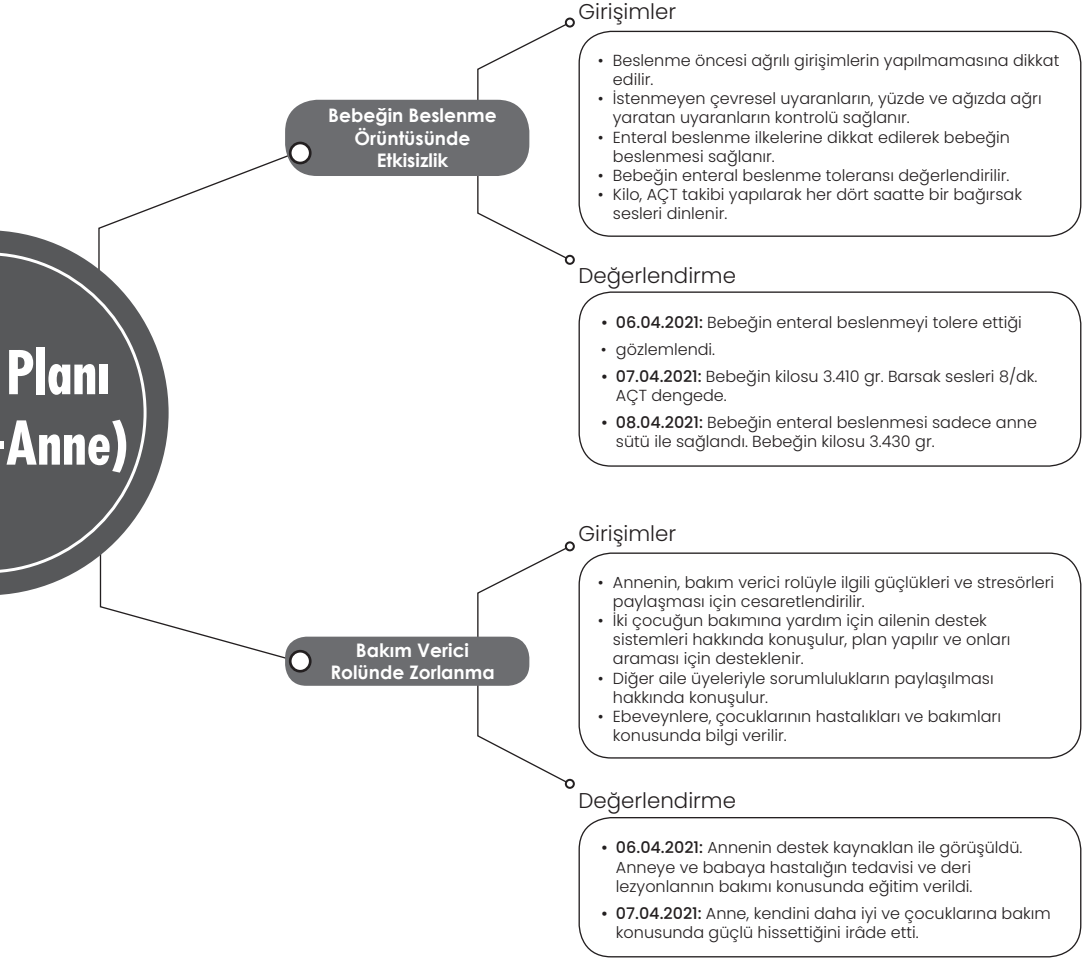 Planı
-Anne)
Bebeğin Beslenme
Örüntüsünde
Etkisizlik
Girişimler
• Beslenme öncesi ağrılı girişimlerin yapılmamasına dikkat
edilir.
• İstenmeyen çevresel uyaranların, yüzde ve ağızda ağrı
yaratan uyaranların kontrolü sağlanır.
• Enteral beslenme ilkelerine dikkat edilerek bebeğin
beslenmesi sağlanır.
• Bebeğin enteral beslenme toleransı değerlendirilir.
• Kilo, AÇT takibi yapılarak her dört saatte bir bağırsak
sesleri dinlenir.
Değerlendirme
• 06.04.2021: Bebeğin enteral beslenmeyi tolere ettiği
• gözlemlendi.
• 07.04.2021: Bebeğin kilosu 3.410 gr. Barsak sesleri 8/dk.
AÇT dengede.
• 08.04.2021: Bebeğin enteral beslenmesi sadece anne
sütü ile sağlandı. Bebeğin kilosu 3.430 gr.
Bakım Verici
Rolünde Zorlanma
Girişimler
• Annenin, bakım verici rolüyle ilgili güçlükleri ve stresörleri
paylaşması için cesaretlendirilir.
• İki çocuğun bakımına yardım için ailenin destek
sistemleri hakkında konuşulur, plan yapılır ve onları
araması için desteklenir.
• Diğer aile üyeleriyle sorumlulukların paylaşılması
hakkında konuşulur.
• Ebeveynlere, çocuklarının hastalıkları ve bakımları
konusunda bilgi verilir.
Değerlendirme
• 06.04.2021: Annenin destek kaynaklan ile görüşüldü.
Anneye ve babaya hastalığın tedavisi ve deri
lezyonlannın bakımı konusunda eğitim verildi.
• 07.04.2021: Anne, kendini daha iyi ve çocuklarına bakım
konusunda güçlü hissettiğini irâde etti.